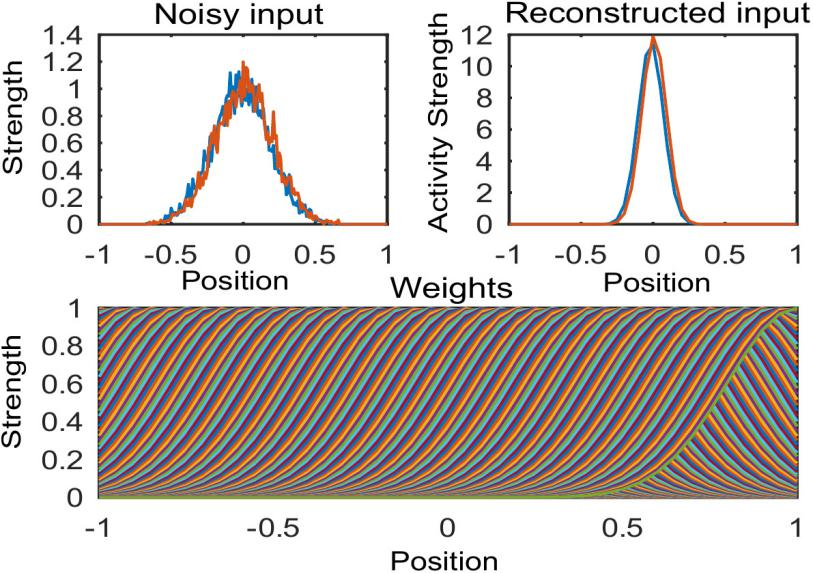 Noisy input
Strength
1.4
1.2
1
0.8
0.6
0.4
0.2
0
-1 -0.5 0 0.5 1
Position
Reconstructed input
Activity Strength
12
10
8
6
4
2
0
-1 -0.5 0 0.5 1
Position
Weights
Strength
1
0.8
0.6
0.4
0.2
0
-1 -0.5 0 0.5 1
Position